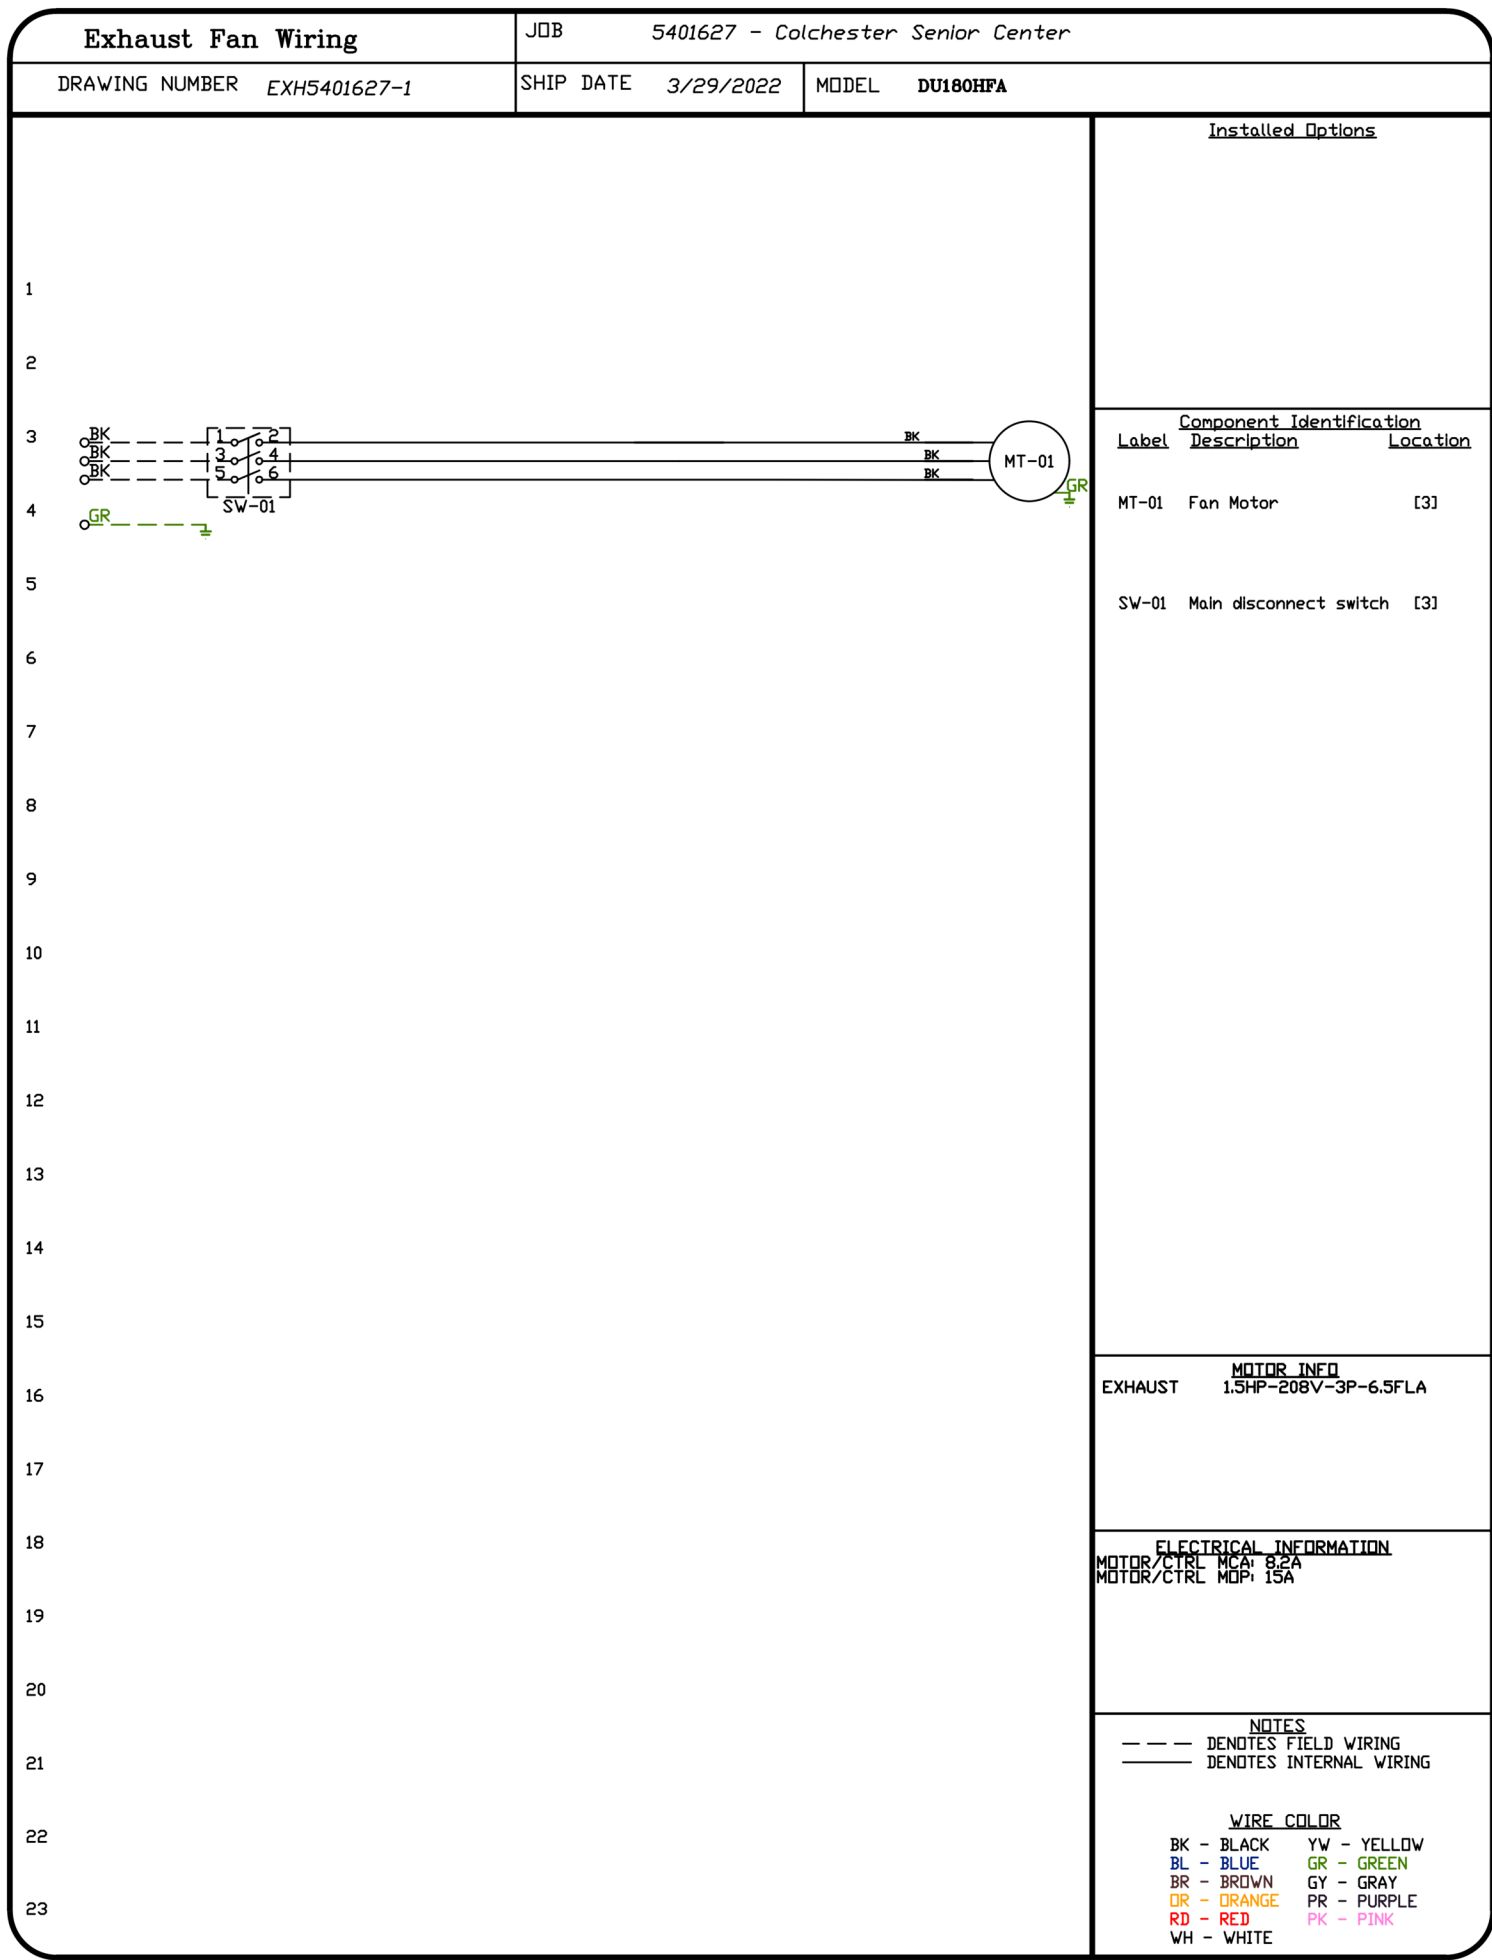 Exhaust Fan Wiring
JOB 5401627 - Colchester Senior Center
DRAWING NUMBER EXH5401627-1
SHIP DATE 3/29/2022
MODEL DU180HFA
Installed Options
1
2
3
BK 1 2 BK
BK 3 4 BK MT-01
BK 5 6 BK GR
SW-01
4
GR
5
6
7
8
9
10
11
12
13
14
15
16
17
18
19
20
21
22
23
Component Identification
Label Description Location
MT-01 Fan Motor [3]
SW-01 Main disconnect switch [3]
MOTOR INFO
EXHAUST 1.5HP-208V-3P-6.5FLA
ELECTRICAL INFORMATION
MOTOR/CTRL MCA: 8.2A
MOTOR/CTRL MOP: 15A
NOTES
DENOTES FIELD WIRING
DENOTES INTERNAL WIRING
WIRE COLOR
BK - BLACK YW - YELLOW
BL - BLUE GR - GREEN
BR - BROWN GY - GRAY
OR - ORANGE PR - PURPLE
RD - RED PK - PINK
WH - WHITE